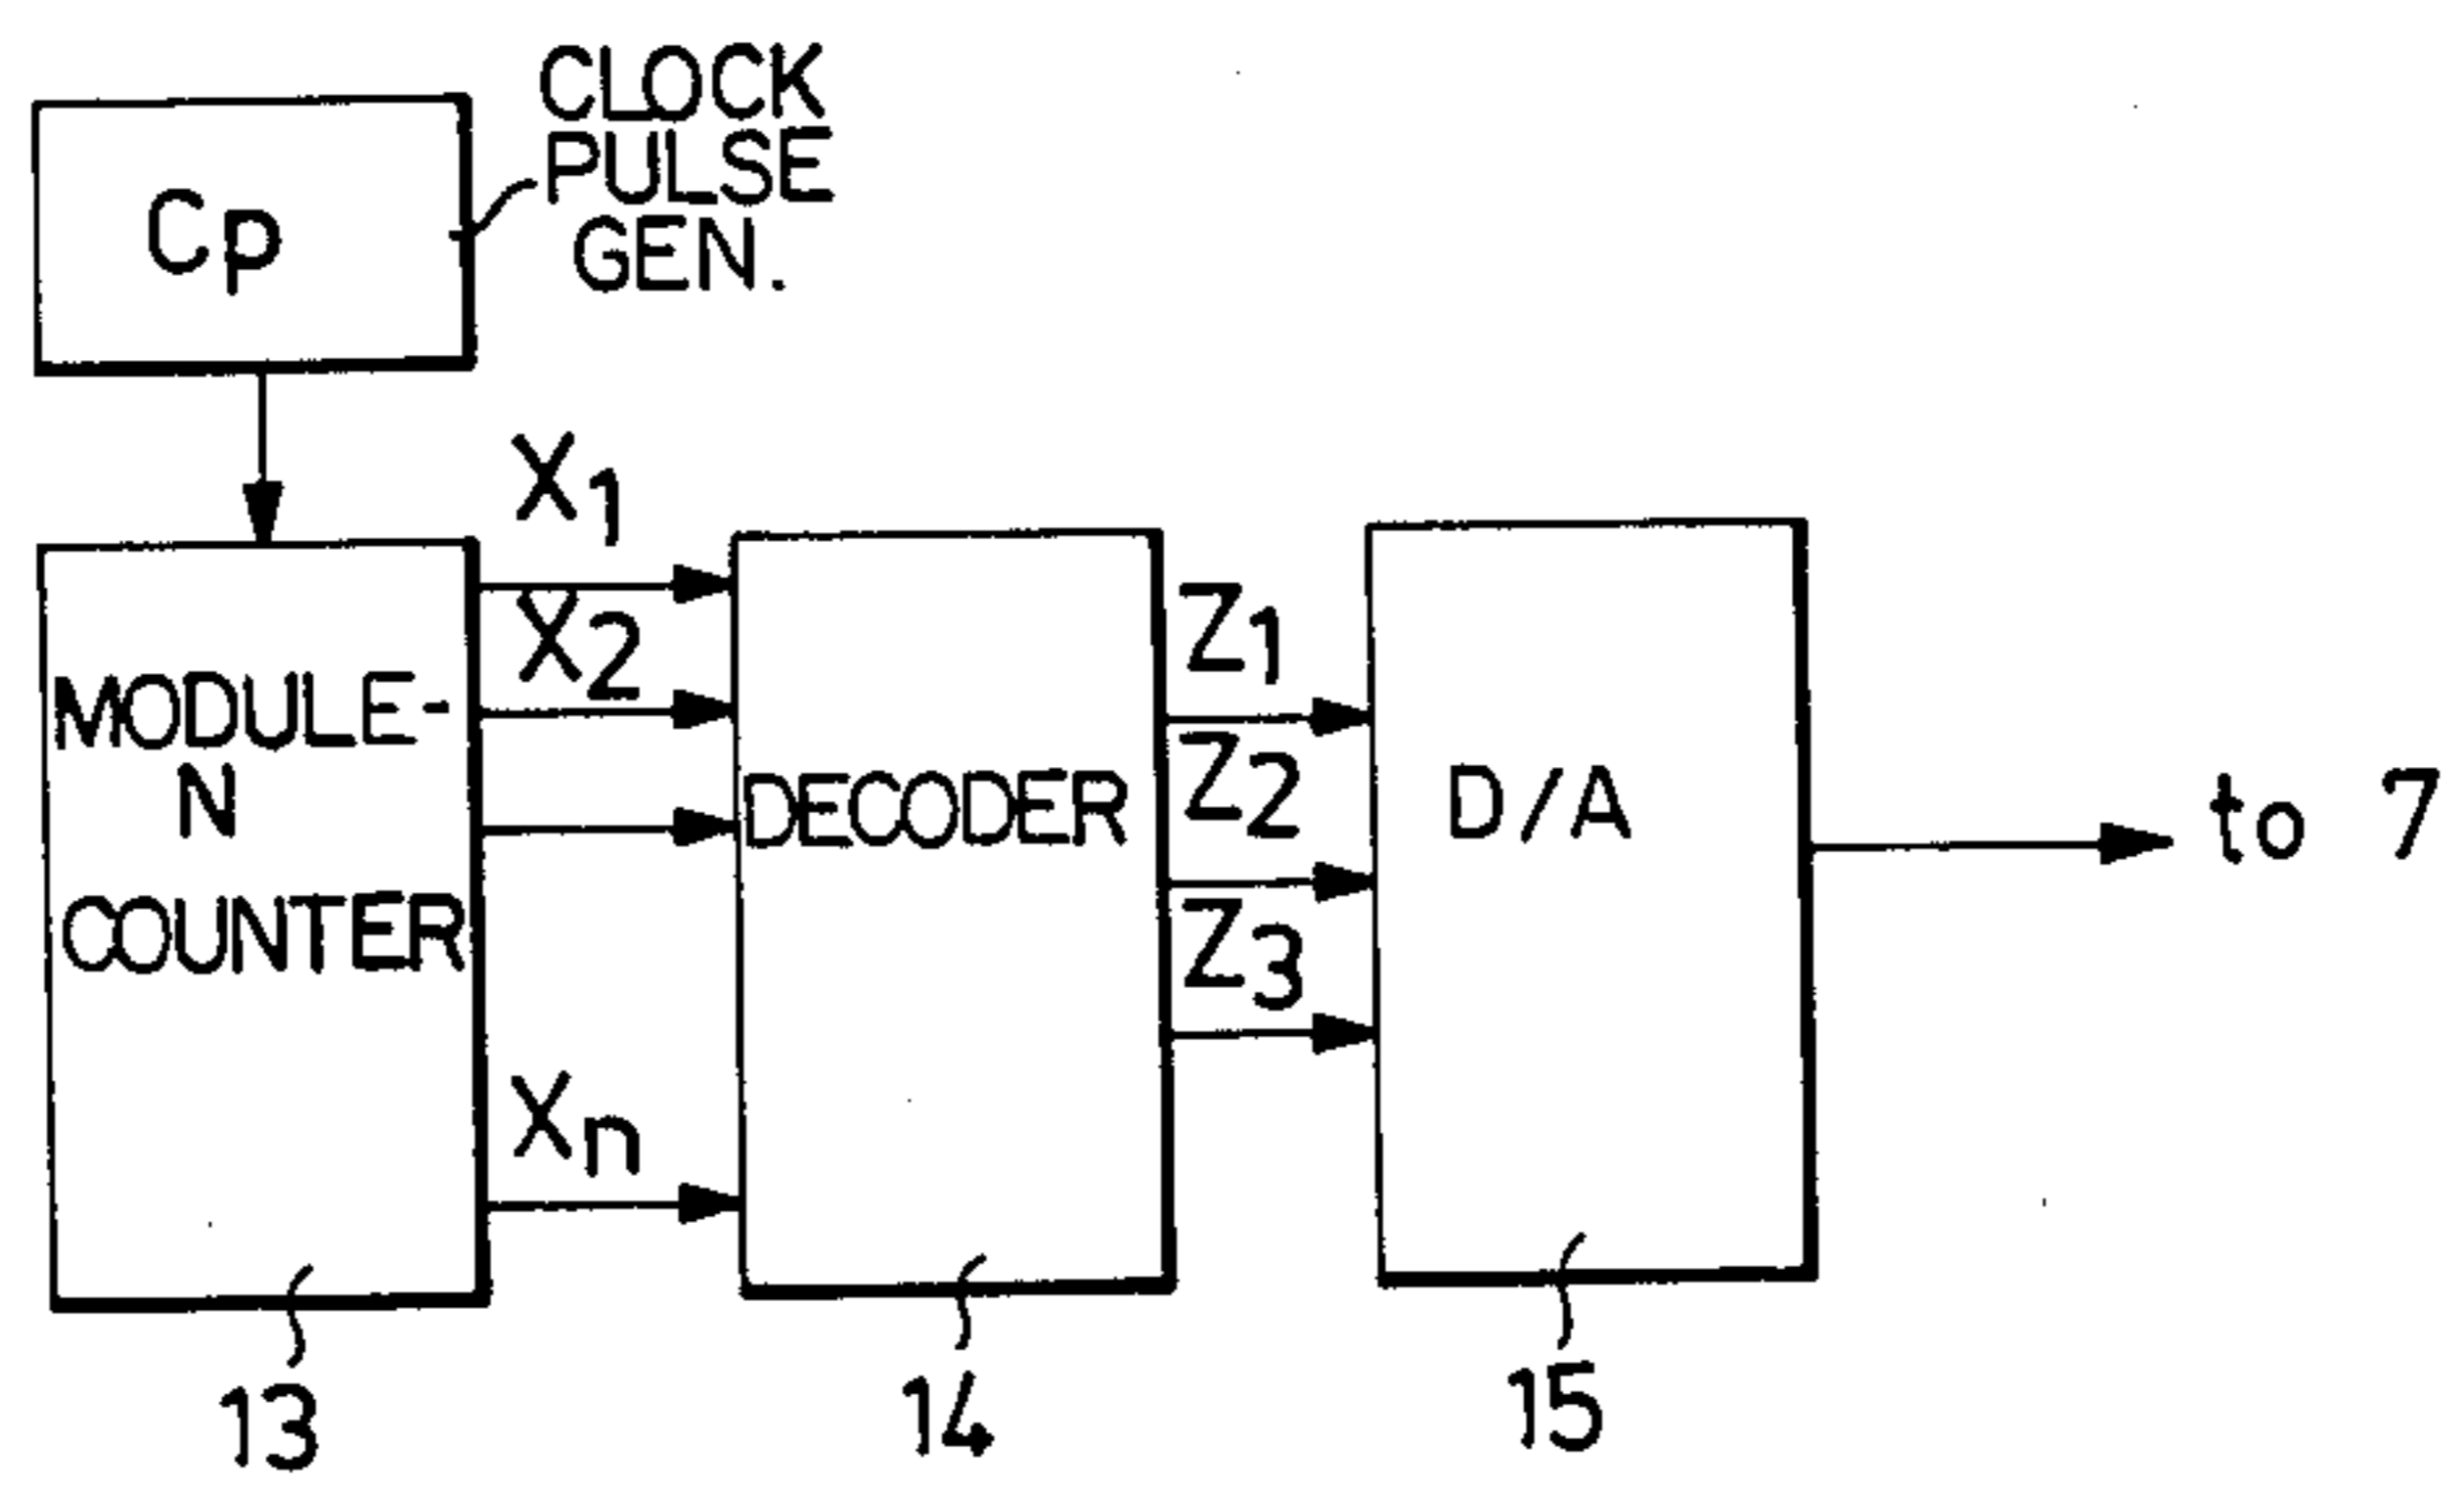 CLOCK
PULSE
GEN.
Cp
X1
X2
Xn
MODULE-
N
COUNTER
DECODER
Z1
Z2
Z3
D/A
to 7
13
14
15